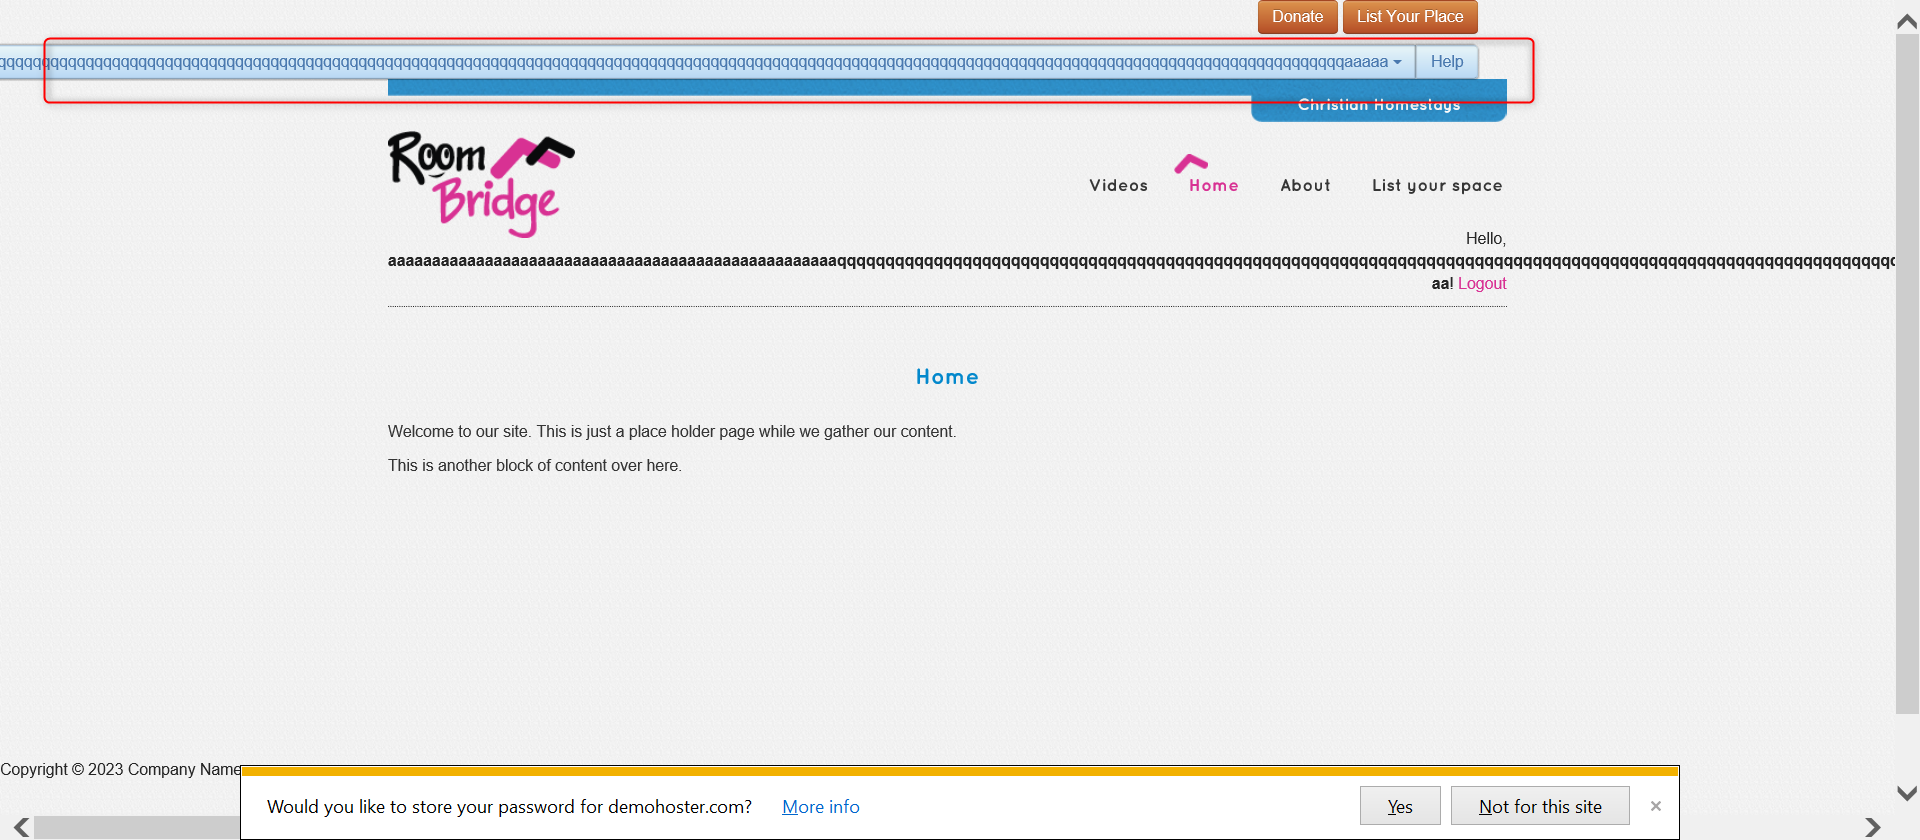 Donate List Your Place
Help
Christian Homestays
Room
Bridge
Videos Home About List your space
Hello,
aa! Logout
Home
Welcome to our site. This is just a place holder page while we gather our content.
This is another block of content over here.
Copyright © 2023 Company Name
Would you like to store your password for demohoster.com? More info Yes Not for this site